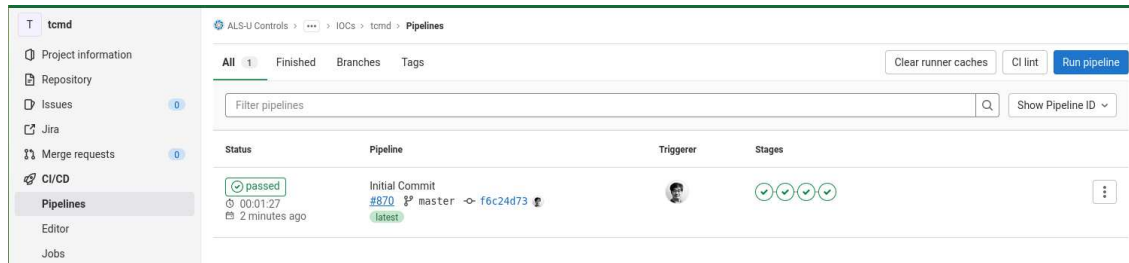 T tcmd
Project information
Repository
Issues 0
Jira
Merge requests 0
CI/CD
Pipelines
Editor
Jobs
ALS-U Controls > ... > IOCs > tcmd > Pipelines
All 1 Finished Branches Tags
Clear runner caches CI lint Run pipeline
Filter pipelines
Show Pipeline ID
Status Pipeline Triggerer Stages
passed
00:01:27
2 minutes ago
Initial Commit
#870 master f6c24d73
latest